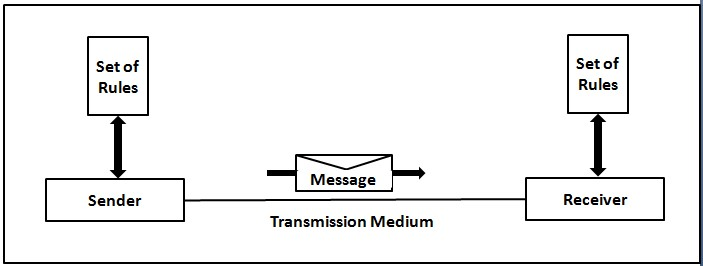 Set of
Rules
Set of
Rules
Message
Sender
Receiver
Transmission Medium